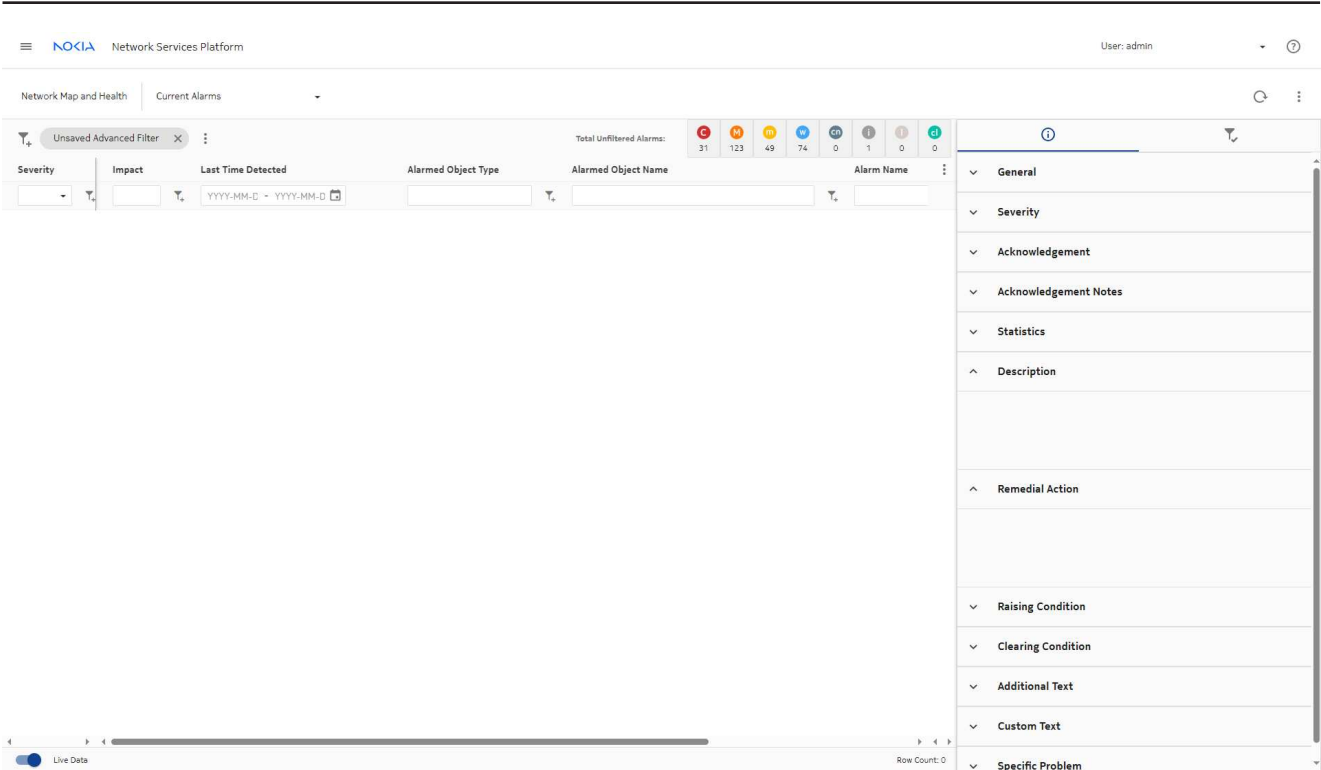 NOKIA Network Services Platform User: admin
Network Map and Health Current Alarms
Unsaved Advanced Filter Total Unfiltered Alarms: C M m w cn i i cl
31 123 49 74 0 1 0 0
Severity Impact Last Time Detected Alarmed Object Type Alarmed Object Name Alarm Name
YYYY-MM-D - YYYY-MM-D
General
Severity
Acknowledgement
Acknowledgement Notes
Statistics
Description
Remedial Action
Raising Condition
Clearing Condition
Additional Text
Custom Text
Live Data Row Count: 0
Specific Problem